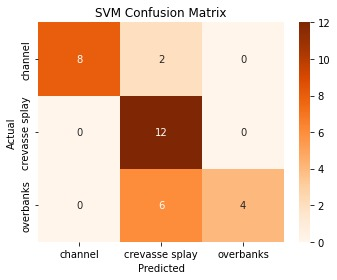 SVM Confusion Matrix
12
channel
8
2
0
10
8
Actual
crevasse splay
0
12
0
6
4
overbanks
0
6
4
2
0
channel
crevasse splay
overbanks
Predicted